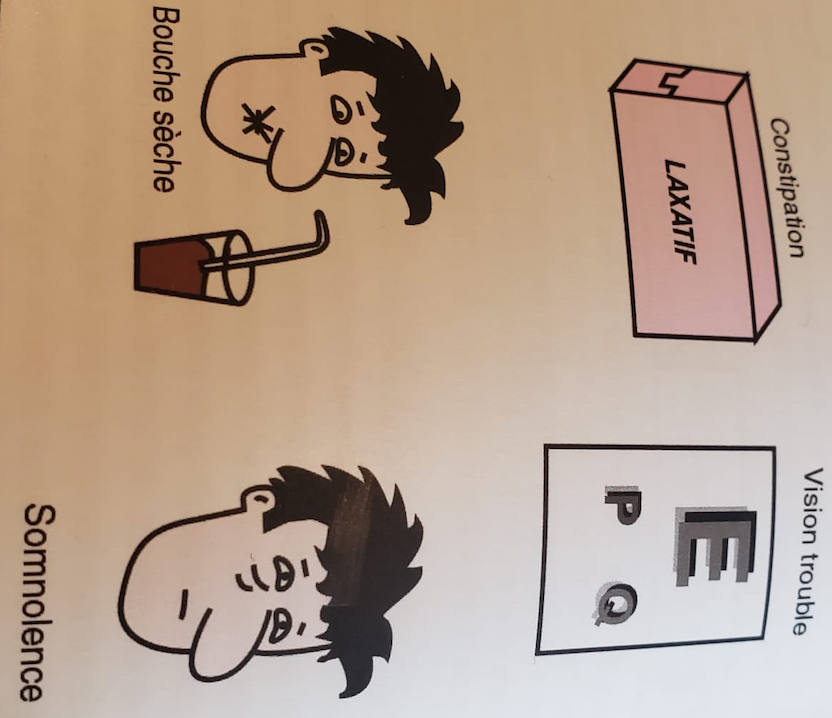 Constipation
LAXATIF
Vision trouble
E
P Q
Bouche sèche
Somnolence